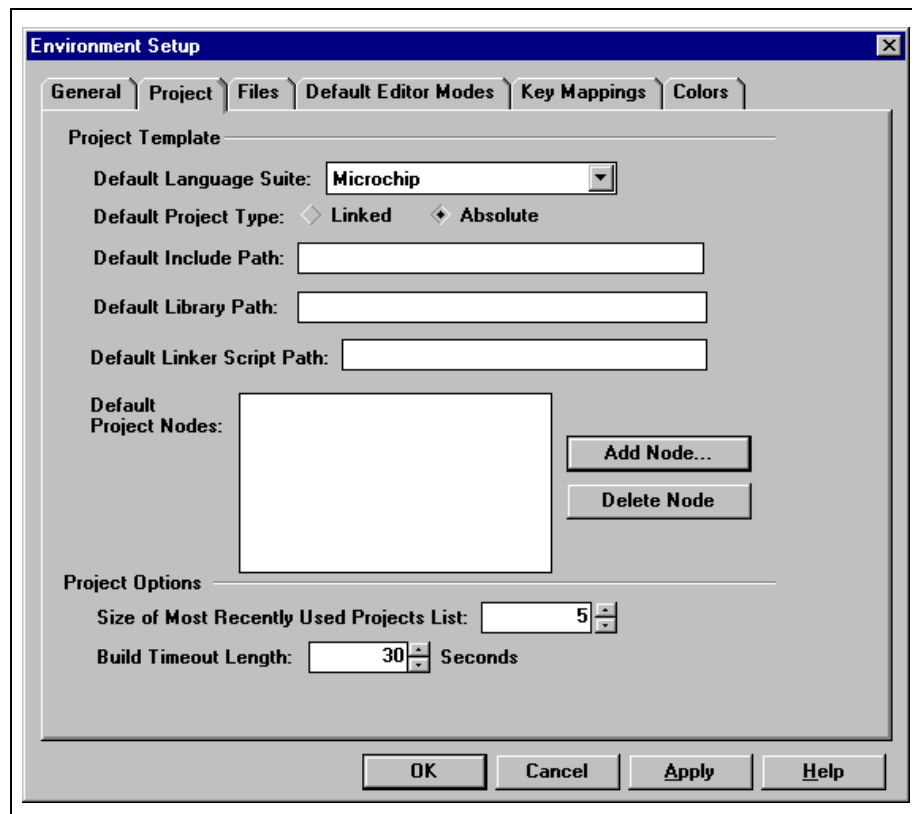 Environment Setup
General Project Files Default Editor Modes Key Mappings Colors
Project Template
Default Language Suite: Microchip
Default Project Type: Linked Absolute
Default Include Path:
Default Library Path:
Default Linker Script Path:
Default
Project Nodes:
Add Node...
Delete Node
Project Options
Size of Most Recently Used Projects List: 5
Build Timeout Length: 30 Seconds
OK Cancel Apply Help